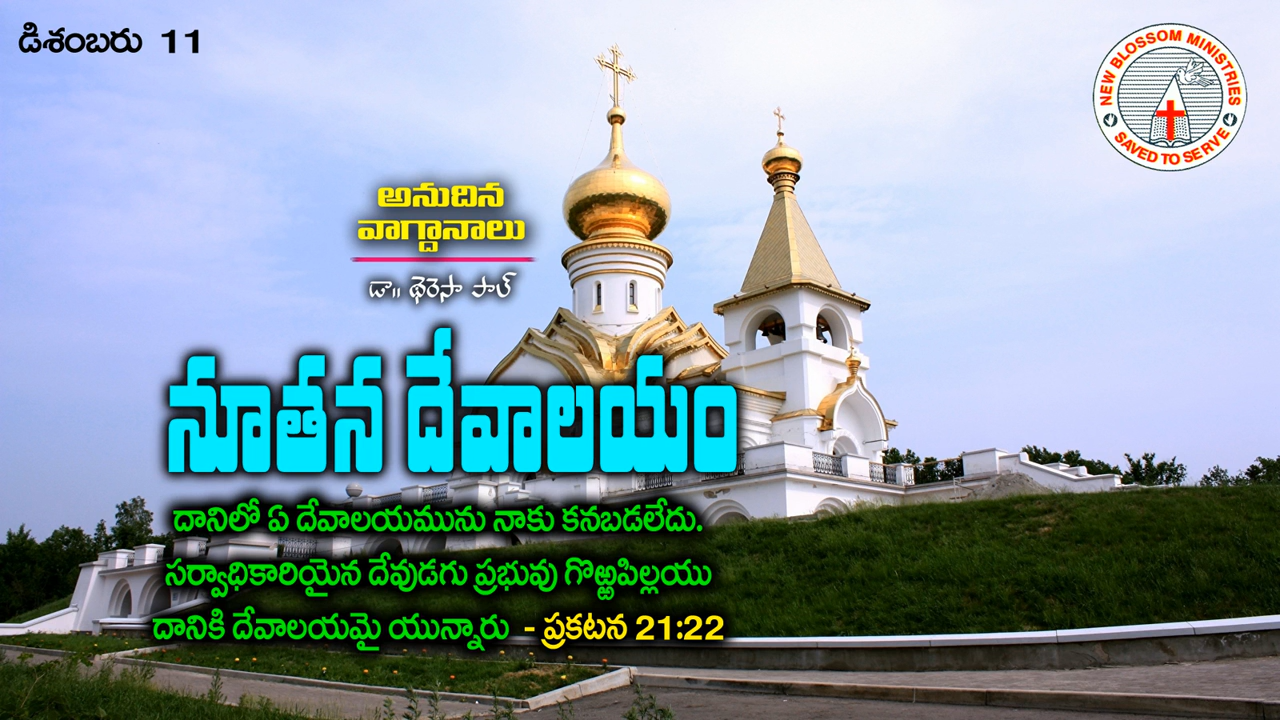 డిశంబరు 11
NEW BLOSSOM MINISTRIES
SAVED TO SERVE
అనుదిన
వాగ్దానాలు
డా॥ థెరెసా పాల్
నూతన దేవాలయం
దానిలో ఏ దేవాలయమును నాకు కనబడలేదు.
సర్వాధికారియైన దేవుడగు ప్రభువు గొఱ్ఱపిల్లయు
దానికి దేవాలయమై యున్నారు - ప్రకటన 21:22